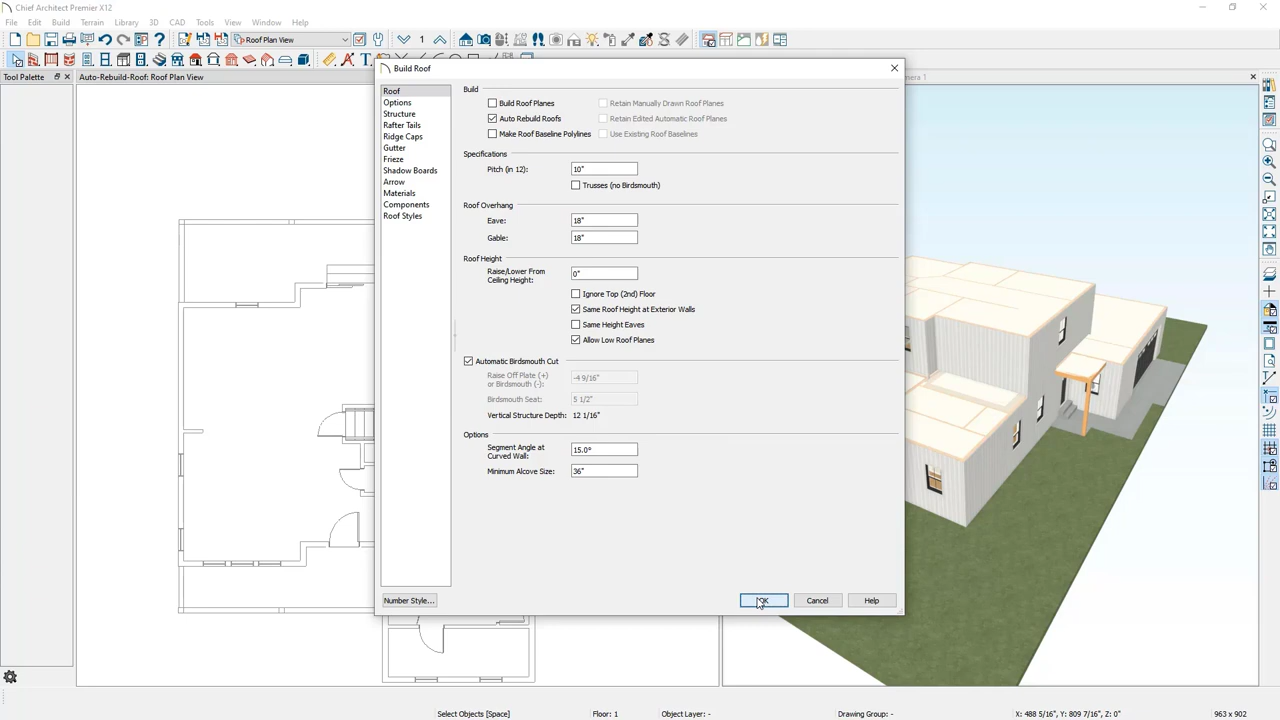 Chief Architect Premier X12
File Edit Build Terrain Library 3D CAD Tools View Window Help
Roof Plan View
Tool Palette
Auto-Rebuild-Roof: Roof Plan View
era 1
Build Roof
Roof
Options
Structure
Rafter Tails
Ridge Caps
Gutter
Frieze
Shadow Boards
Arrow
Materials
Components
Roof Styles
Build
Build Roof Planes Retain Manually Drawn Roof Planes
Auto Rebuild Roofs Retain Edited Automatic Roof Planes
Make Roof Baseline Polylines Use Existing Roof Baselines
Specifications
Pitch (in 12): 10"
Trusses (no Birdsmouth)
Roof Overhang
Eave: 18"
Gable: 18"
Roof Height
Raise/Lower From
Ceiling Height: 0"
Ignore Top (2nd) Floor
Same Roof Height at Exterior Walls
Same Height Eaves
Allow Low Roof Planes
Automatic Birdsmouth Cut
Raise Off Plate (+)
or Birdsmouth (-): -4 9/16"
Birdsmouth Seat: 5 1/2"
Vertical Structure Depth: 12 1/16"
Options
Segment Angle at
Curved Wall: 15.0°
Minimum Alcove Size: 36"
Number Style... OK Cancel Help
Select Objects [Space] Floor: 1 Object Layer: - Drawing Group: - X: 488 5/16", Y: 809 7/16", Z: 0" 963 x 902